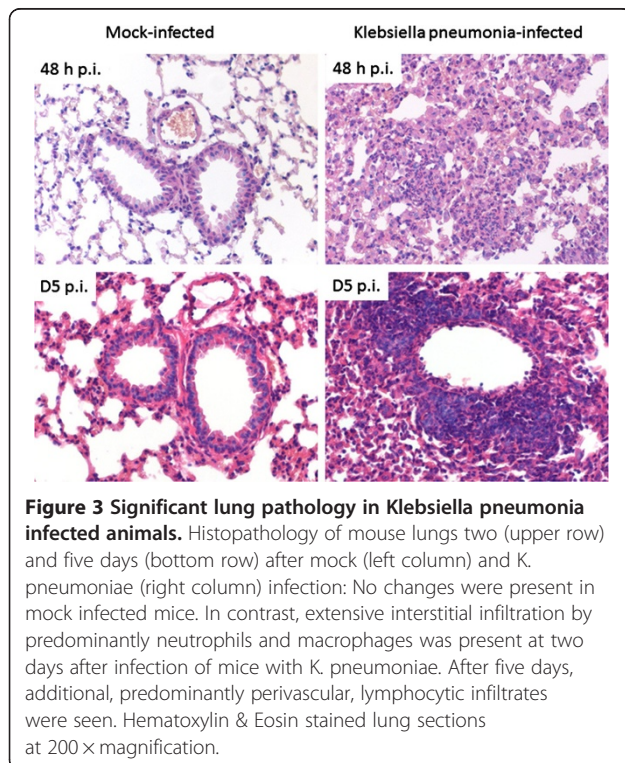 Mock-infected Klebsiella pneumonia-infected
48 h p.i. 48 h p.i.
D5 p.i. D5 p.i.
Figure 3 Significant lung pathology in Klebsiella pneumonia
infected animals. Histopathology of mouse lungs two (upper row)
and five days (bottom row) after mock (left column) and K.
pneumoniae (right column) infection: No changes were present in
mock infected mice. In contrast, extensive interstitial infiltration by
predominantly neutrophils and macrophages was present at two
days after infection of mice with K. pneumoniae. After five days,
additional, predominantly perivascular, lymphocytic infiltrates
were seen. Hematoxylin & Eosin stained lung sections
at 200 × magnification.